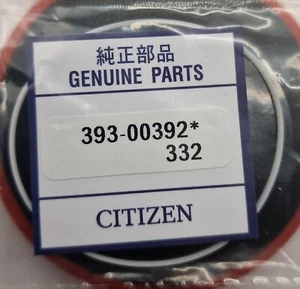 純正部品
GENUINE PARTS
393-00392*
332
CITIZEN